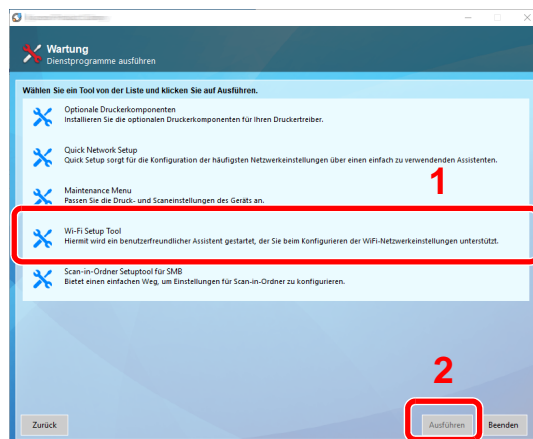 Wartung
Dienstprogramme ausführen
Wählen Sie ein Tool von der Liste und klicken Sie auf Ausführen.
Optionale Druckerkomponenten
Installieren Sie die optionalen Druckerkomponenten für Ihren Druckertreiber.
Quick Network Setup
Quick Setup sorgt für die Konfiguration der häufigsten Netzwerkeinstellungen über einen einfach zu verwendenden Assistenten.
1
Maintenance Menu
Passen Sie die Druck- und Scaneinstellungen des Geräts an.
Wi-Fi Setup Tool
Hiermit wird ein benutzerfreundlicher Assistent gestartet, der Sie beim Konfigurieren der WiFi-Netzwerkeinstellungen unterstützt.
Scan-in-Ordner Setuptool für SMB
Bietet einen einfachen Weg, um Einstellungen für Scan-in-Ordner zu konfigurieren.
2
Zurück
Ausführen
Beenden